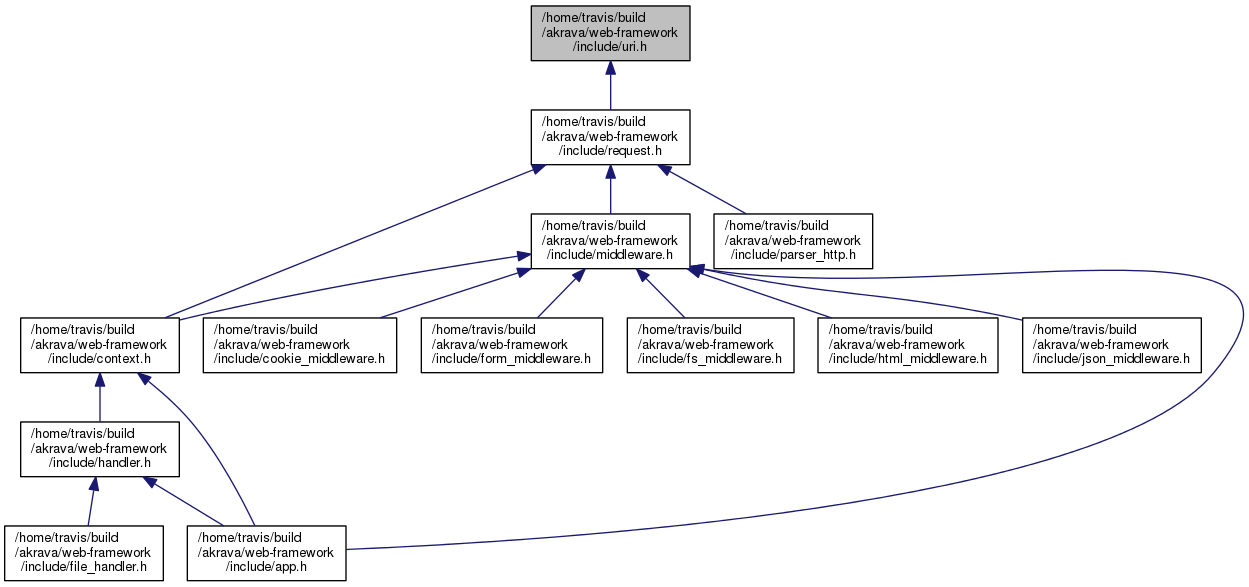 /home/travis/build
/akrava/web-framework
/include/uri.h
/home/travis/build
/akrava/web-framework
/include/request.h
/home/travis/build
/akrava/web-framework
/include/middleware.h
/home/travis/build
/akrava/web-framework
/include/parser_http.h
/home/travis/build
/akrava/web-framework
/include/context.h
/home/travis/build
/akrava/web-framework
/include/cookie_middleware.h
/home/travis/build
/akrava/web-framework
/include/form_middleware.h
/home/travis/build
/akrava/web-framework
/include/fs_middleware.h
/home/travis/build
/akrava/web-framework
/include/html_middleware.h
/home/travis/build
/akrava/web-framework
/include/json_middleware.h
/home/travis/build
/akrava/web-framework
/include/handler.h
/home/travis/build
/akrava/web-framework
/include/file_handler.h
/home/travis/build
/akrava/web-framework
/include/app.h